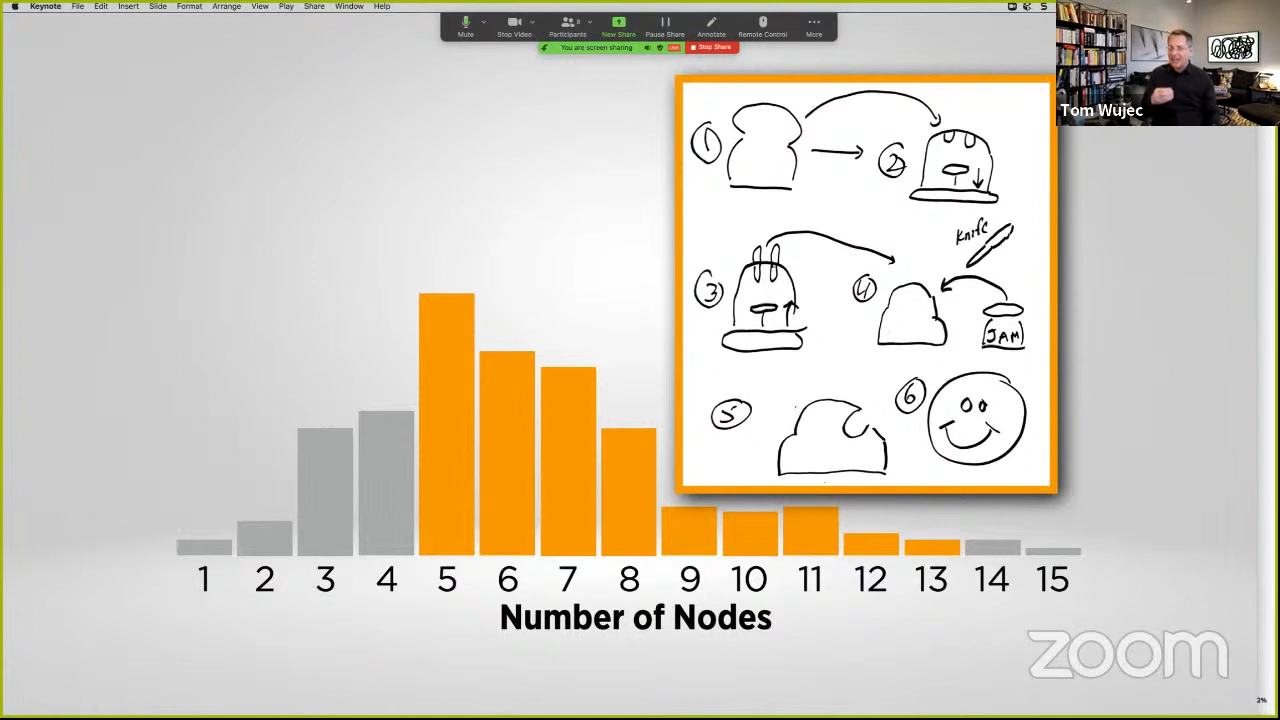 Keynote File Edit Insert Slide Format Arrange View Play Share Window Help
Mute Stop Video Participants 8 New Share Pause Share Annotate Remote Control More
You are screen sharing LIVE Stop Share
Tom Wujec
1
2
Knife
3
4
JAM
5
6
1 2 3 4 5 6 7 8 9 10 11 12 13 14 15
Number of Nodes
zoom
2%